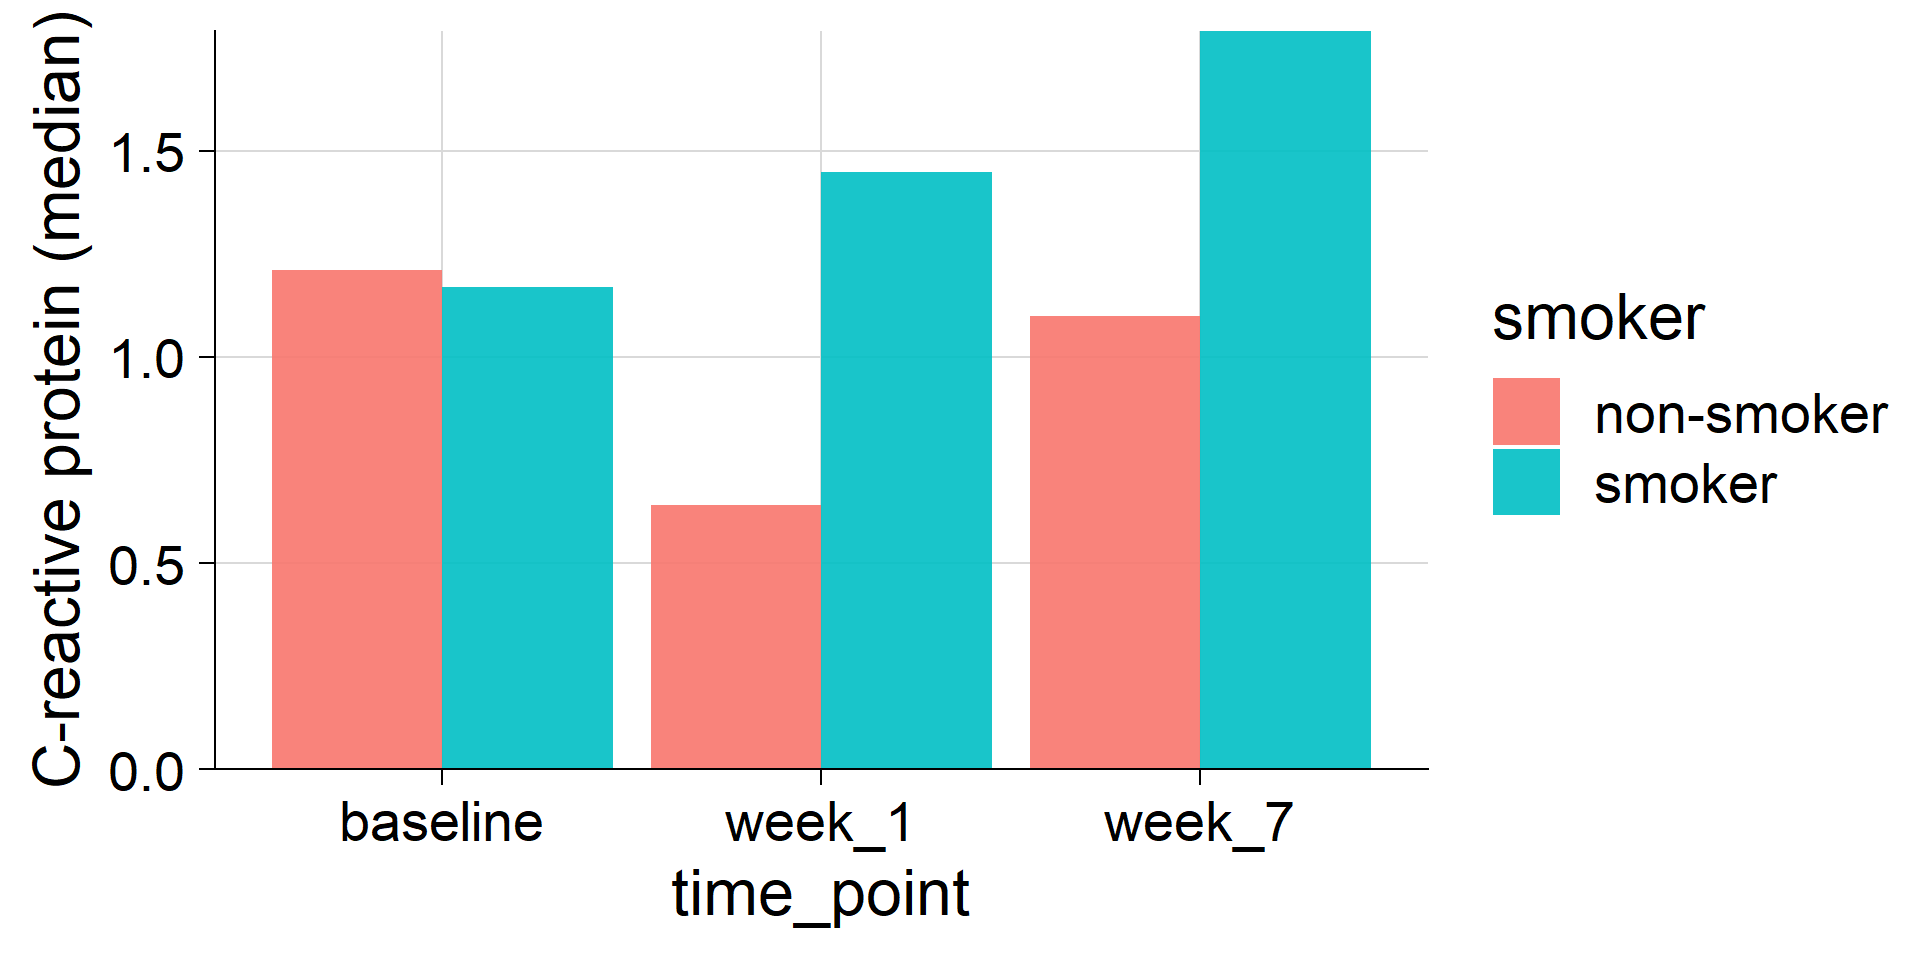 C-reactive protein (median)
1.5
1.0
0.5
0.0
baseline week_1 week_7
time_point
smoker
non-smoker
smoker